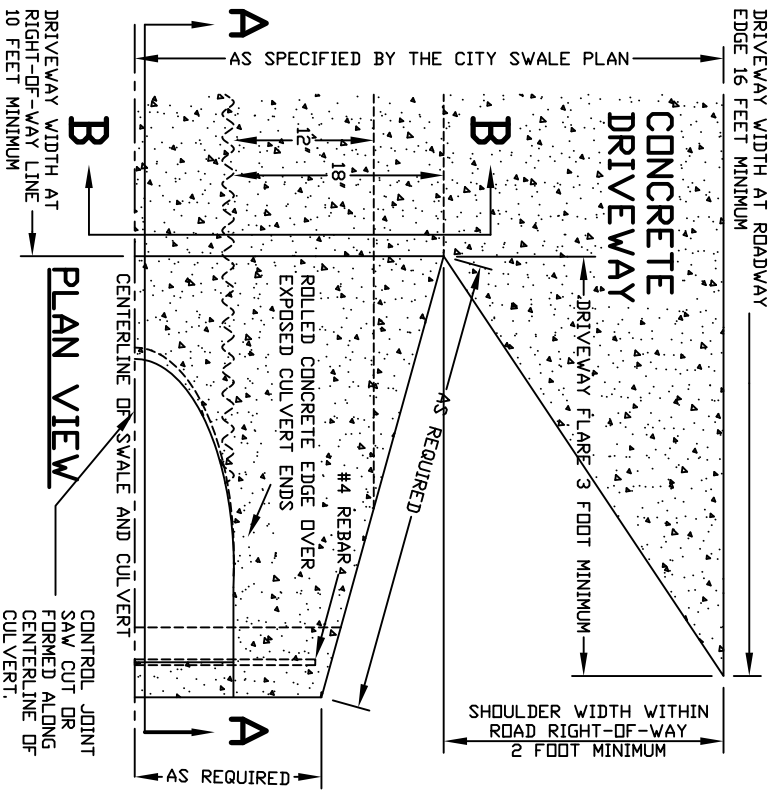 DRIVEWAY WIDTH AT ROADWAY
EDGE 16 FEET MINIMUM
CONCRETE
DRIVEWAY
DRIVEWAY FLARE 3 FOOT MINIMUM
SHOULDER WIDTH WITHIN
ROAD RIGHT-OF-WAY
2 FOOT MINIMUM
AS SPECIFIED BY THE CITY SWALE PLAN
B
B
A
A
12"
18"
AS REQUIRED
#4 REBAR
ROLLED CONCRETE EDGE OVER
EXPOSED CULVERT ENDS
AS REQUIRED
CENTERLINE OF SWALE AND CULVERT
CONTROL JOINT
SAW CUT OR
FORMED ALONG
CENTERLINE OF
CULVERT.
PLAN VIEW
DRIVEWAY WIDTH AT
RIGHT-OF-WAY LINE
10 FEET MINIMUM